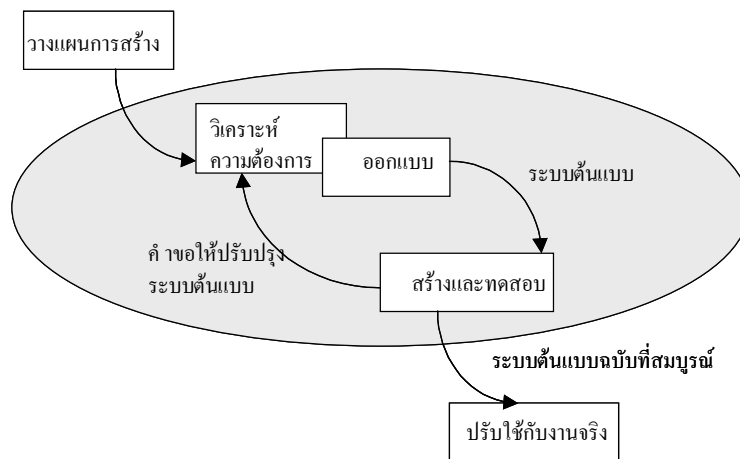 วางแผนการสร้าง
วิเคราะห์
ความต้องการ
ออกแบบ
ระบบต้นแบบ
คำขอให้ปรับปรุง
ระบบต้นแบบ
สร้างและทดสอบ
ระบบต้นแบบฉบับที่สมบูรณ์
ปรับใช้กับงานจริง